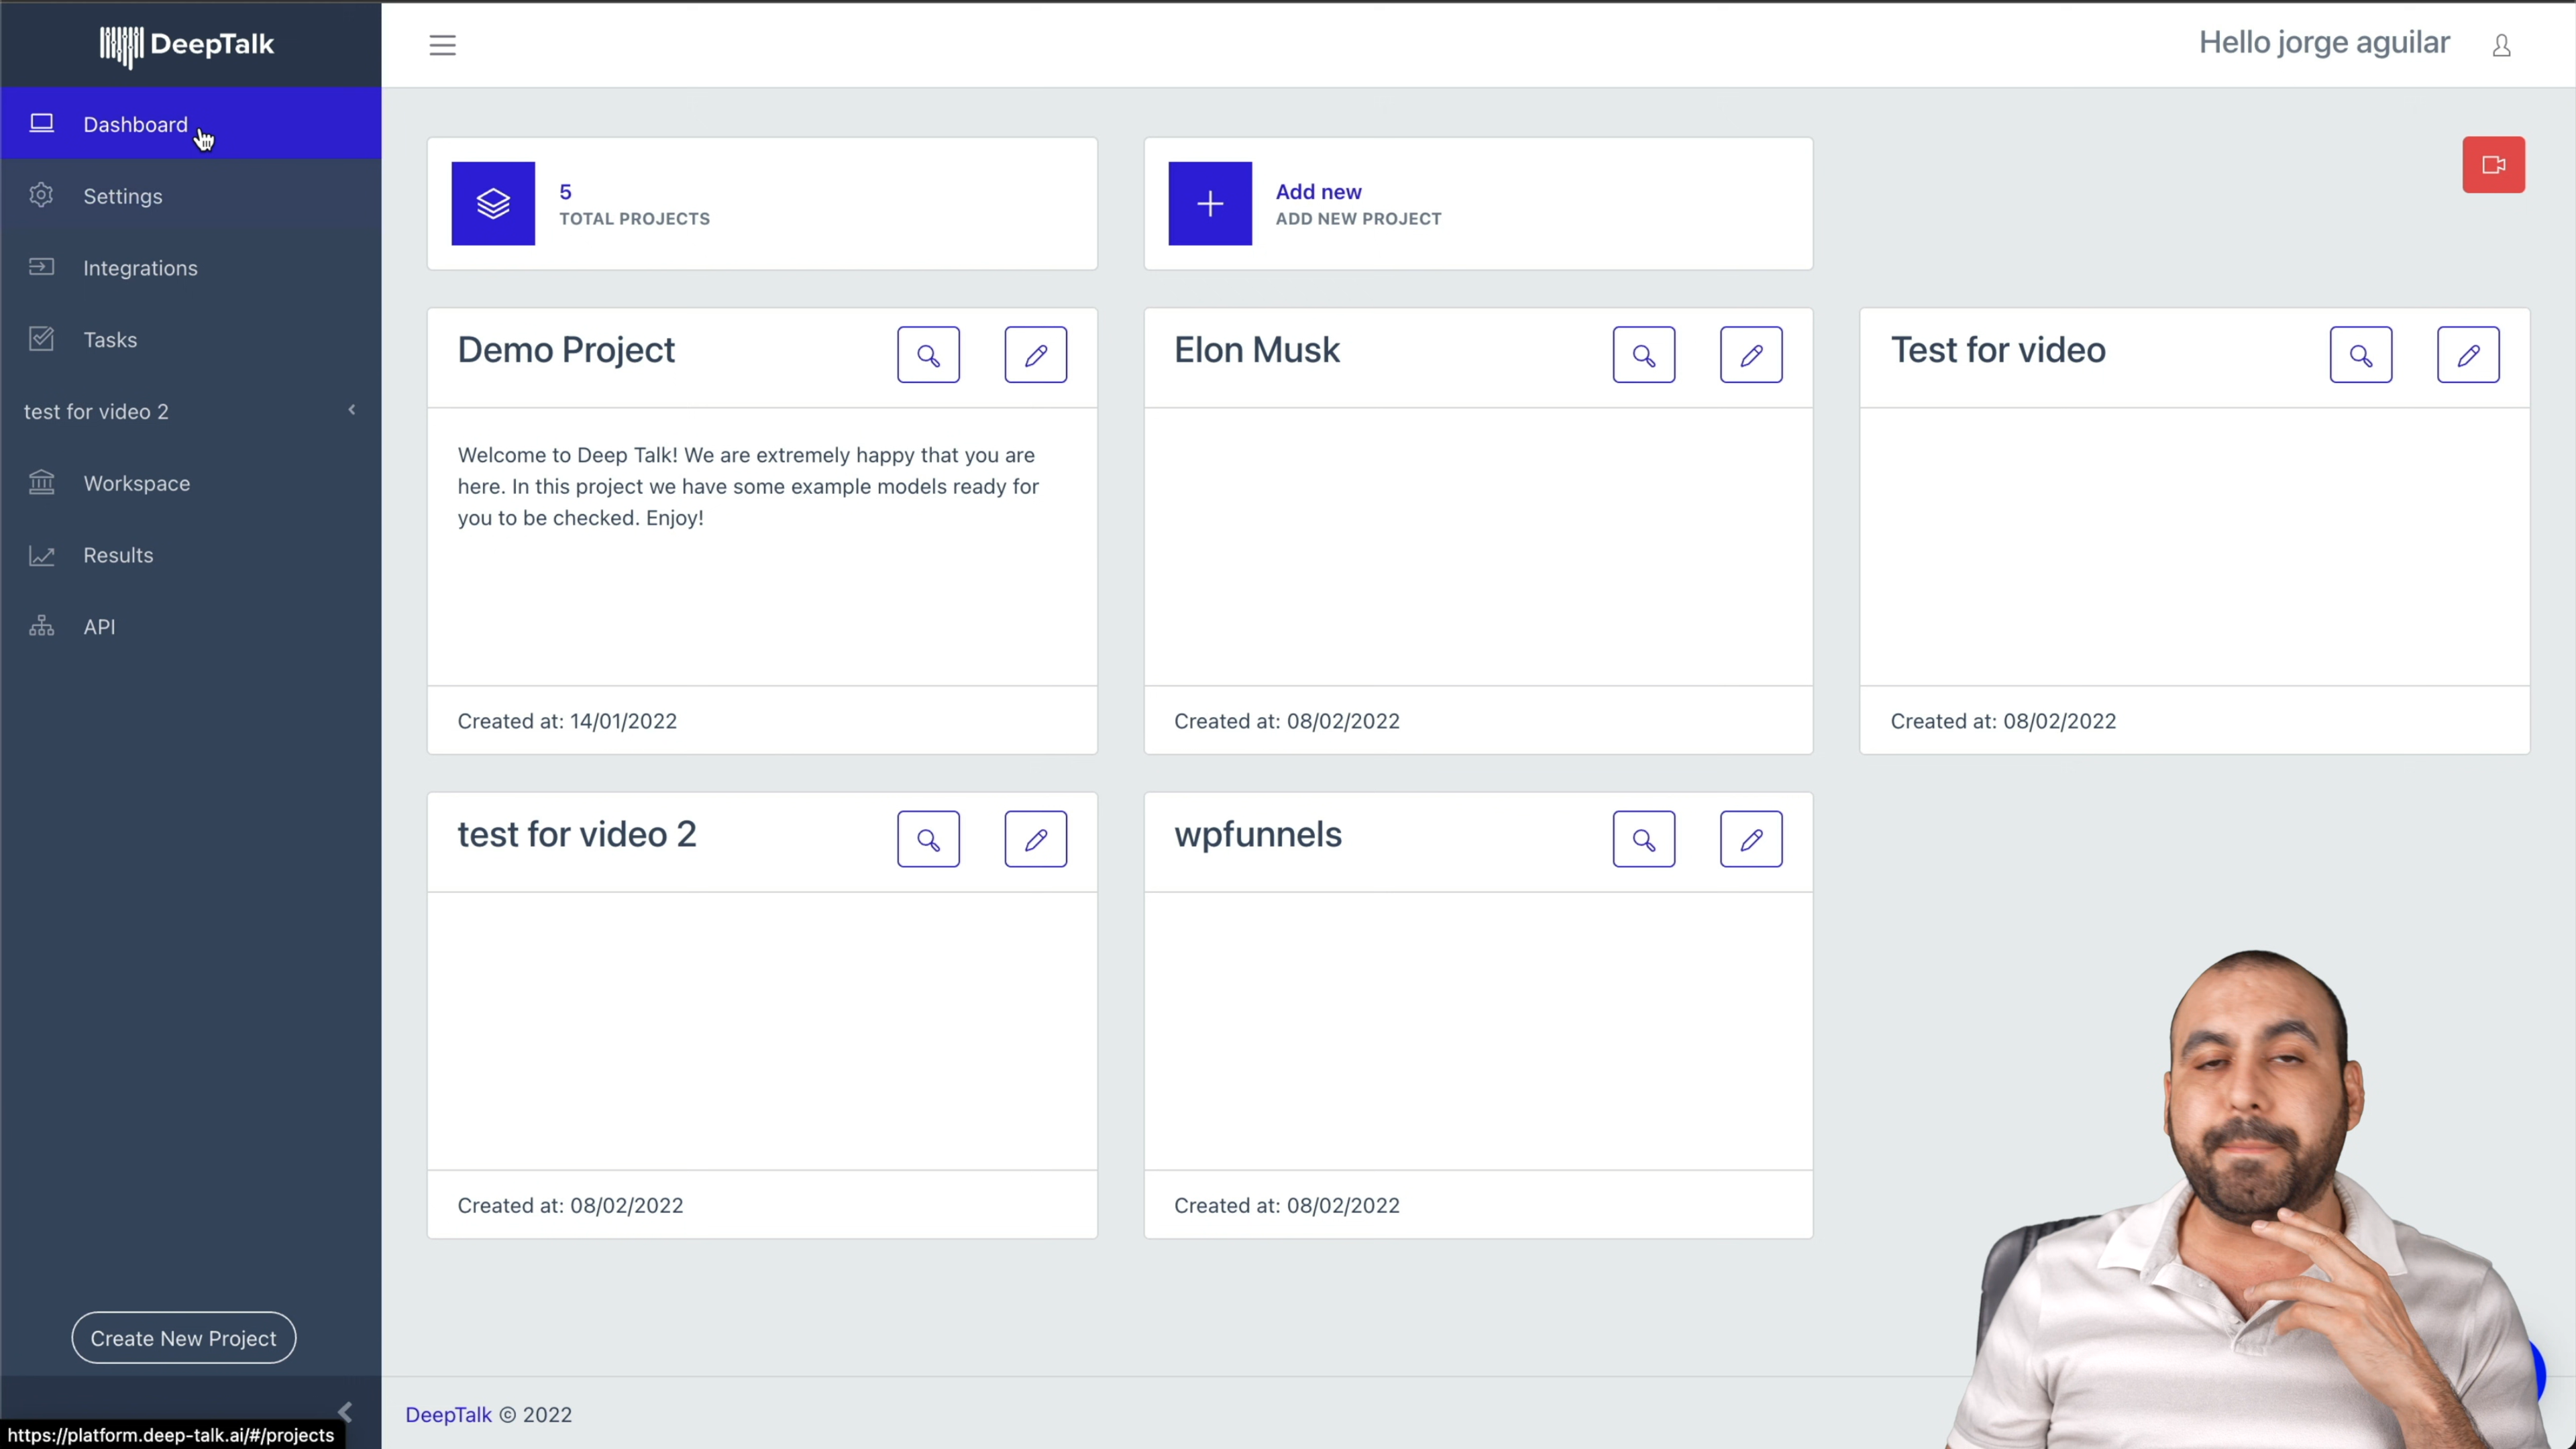 DeepTalk
Hello jorge aguilar
Dashboard
Settings
Integrations
Tasks
test for video 2
Workspace
Results
API
Create New Project
5
TOTAL PROJECTS
Add new
ADD NEW PROJECT
Demo Project
Welcome to Deep Talk! We are extremely happy that you are
here. In this project we have some example models ready for
you to be checked. Enjoy!
Created at: 14/01/2022
Elon Musk
Created at: 08/02/2022
Test for video
Created at: 08/02/2022
test for video 2
Created at: 08/02/2022
wpfunnels
Created at: 08/02/2022
DeepTalk © 2022
https://platform.deep-talk.ai/#/projects